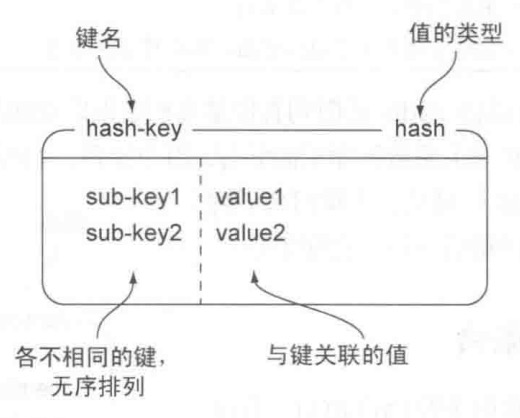 键名
值的类型
hash-key
hash
sub-key1 value1
sub-key2 value2
各不相同的键，
无序排列
与键关联的值